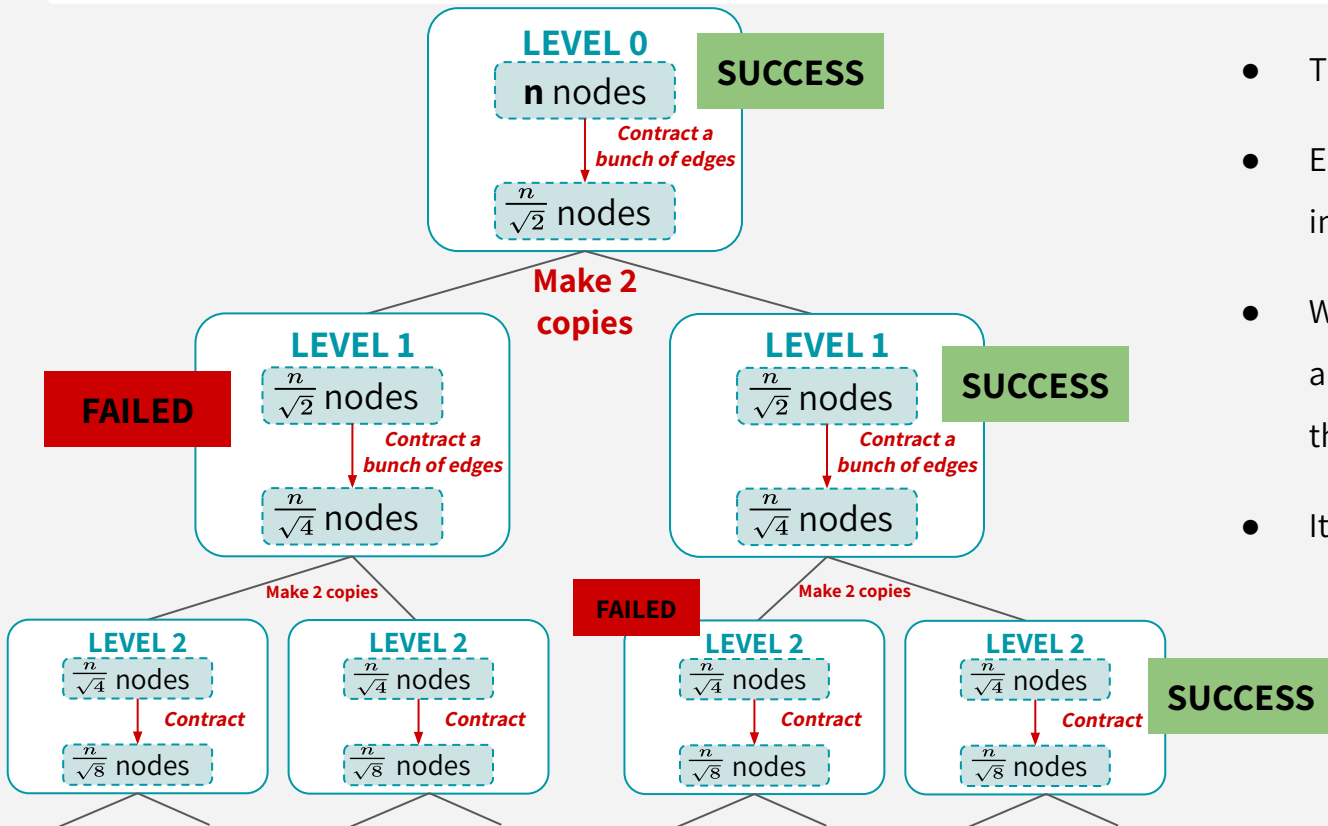 LEVEL 0
n nodes
SUCCESS
Contract a
bunch of edges
n/√2 nodes
Make 2
copies
LEVEL 1
n/√2 nodes
FAILED
Contract a
bunch of edges
n/√4 nodes
LEVEL 1
n/√2 nodes
SUCCESS
Contract a
bunch of edges
n/√4 nodes
Make 2 copies
Make 2 copies
LEVEL 2
n/√4 nodes
Contract
n/√8 nodes
LEVEL 2
n/√4 nodes
Contract
n/√8 nodes
FAILED
LEVEL 2
n/√4 nodes
Contract
n/√8 nodes
LEVEL 2
n/√4 nodes
Contract
n/√8 nodes
SUCCESS
● T
● E
in
● W
a
th
● It